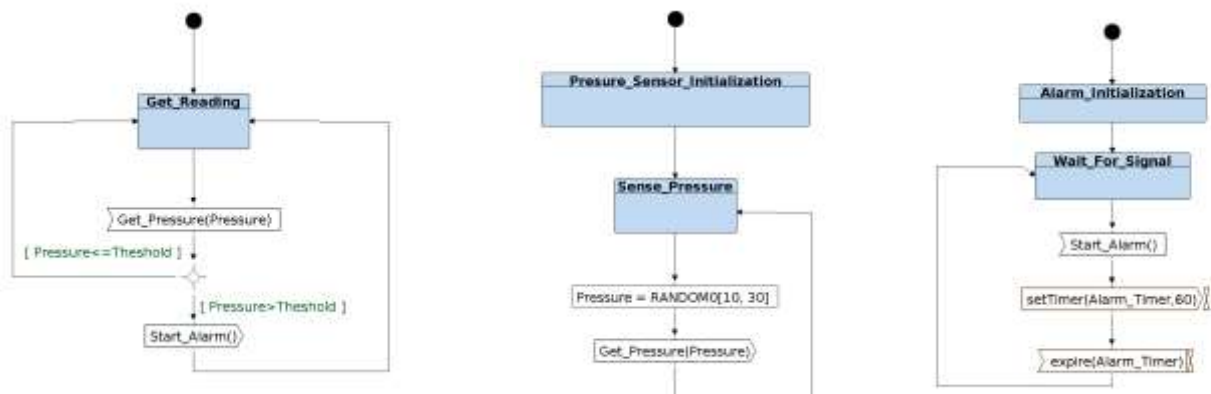 Get_Reading
Get_Pressure(Pressure)
[ Pressure<=Theshold ]
[ Pressure>Theshold ]
Start_Alarm()
Presure_Sensor_Initialization
Sense_Pressure
Pressure = RANDOM0[10, 30]
Get_Pressure(Pressure)
Alarm_Initialization
Wait_For_Signal
Start_Alarm()
setTimer(Alarm_Timer,60)
expire(Alarm_Timer)